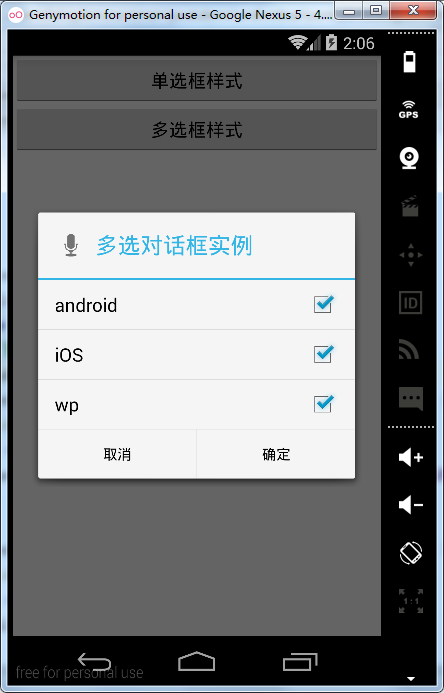 Genymotion for personal use - Google Nexus 5 - 4....
2:06
单选框样式
多选框样式
GPS
多选对话框实例
android
iOS
wp
取消
确定
ID
1:1
free for personal use